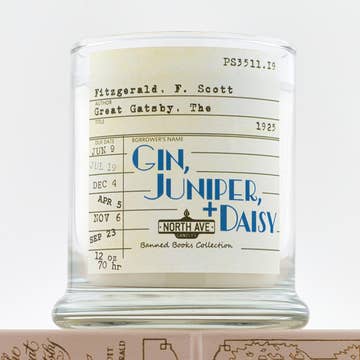 PS3511.I9
Fitzgerald, F. Scott
AUTHOR
Great Gatsby, The
TITLE
1925
DUE DATE
BORROWER'S NAME
JUN 9
JUL 19
DEC 4
APR 5
NOV 6
SEP 23
GIN,
JUNIPER,
+ DAISY
NORTH AVE
Banned Books Collection
12 oz
70 hr